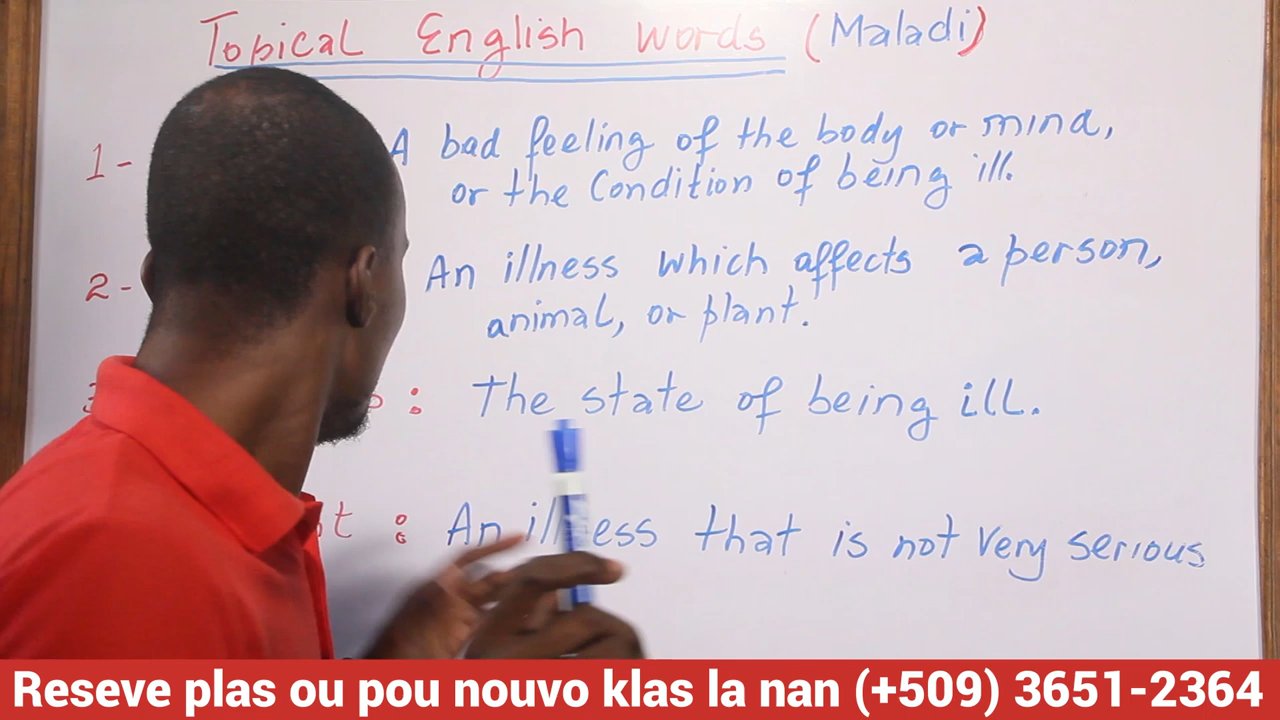 Topical English words (Maladi)
1- A bad feeling of the body or mind,
or the Condition of being ill.
2- An illness which affects a person,
animal, or plant.
: The state of being ill.
: An illness that is not very serious
Reseve plas ou pou nouvo klas la nan (+509) 3651-2364